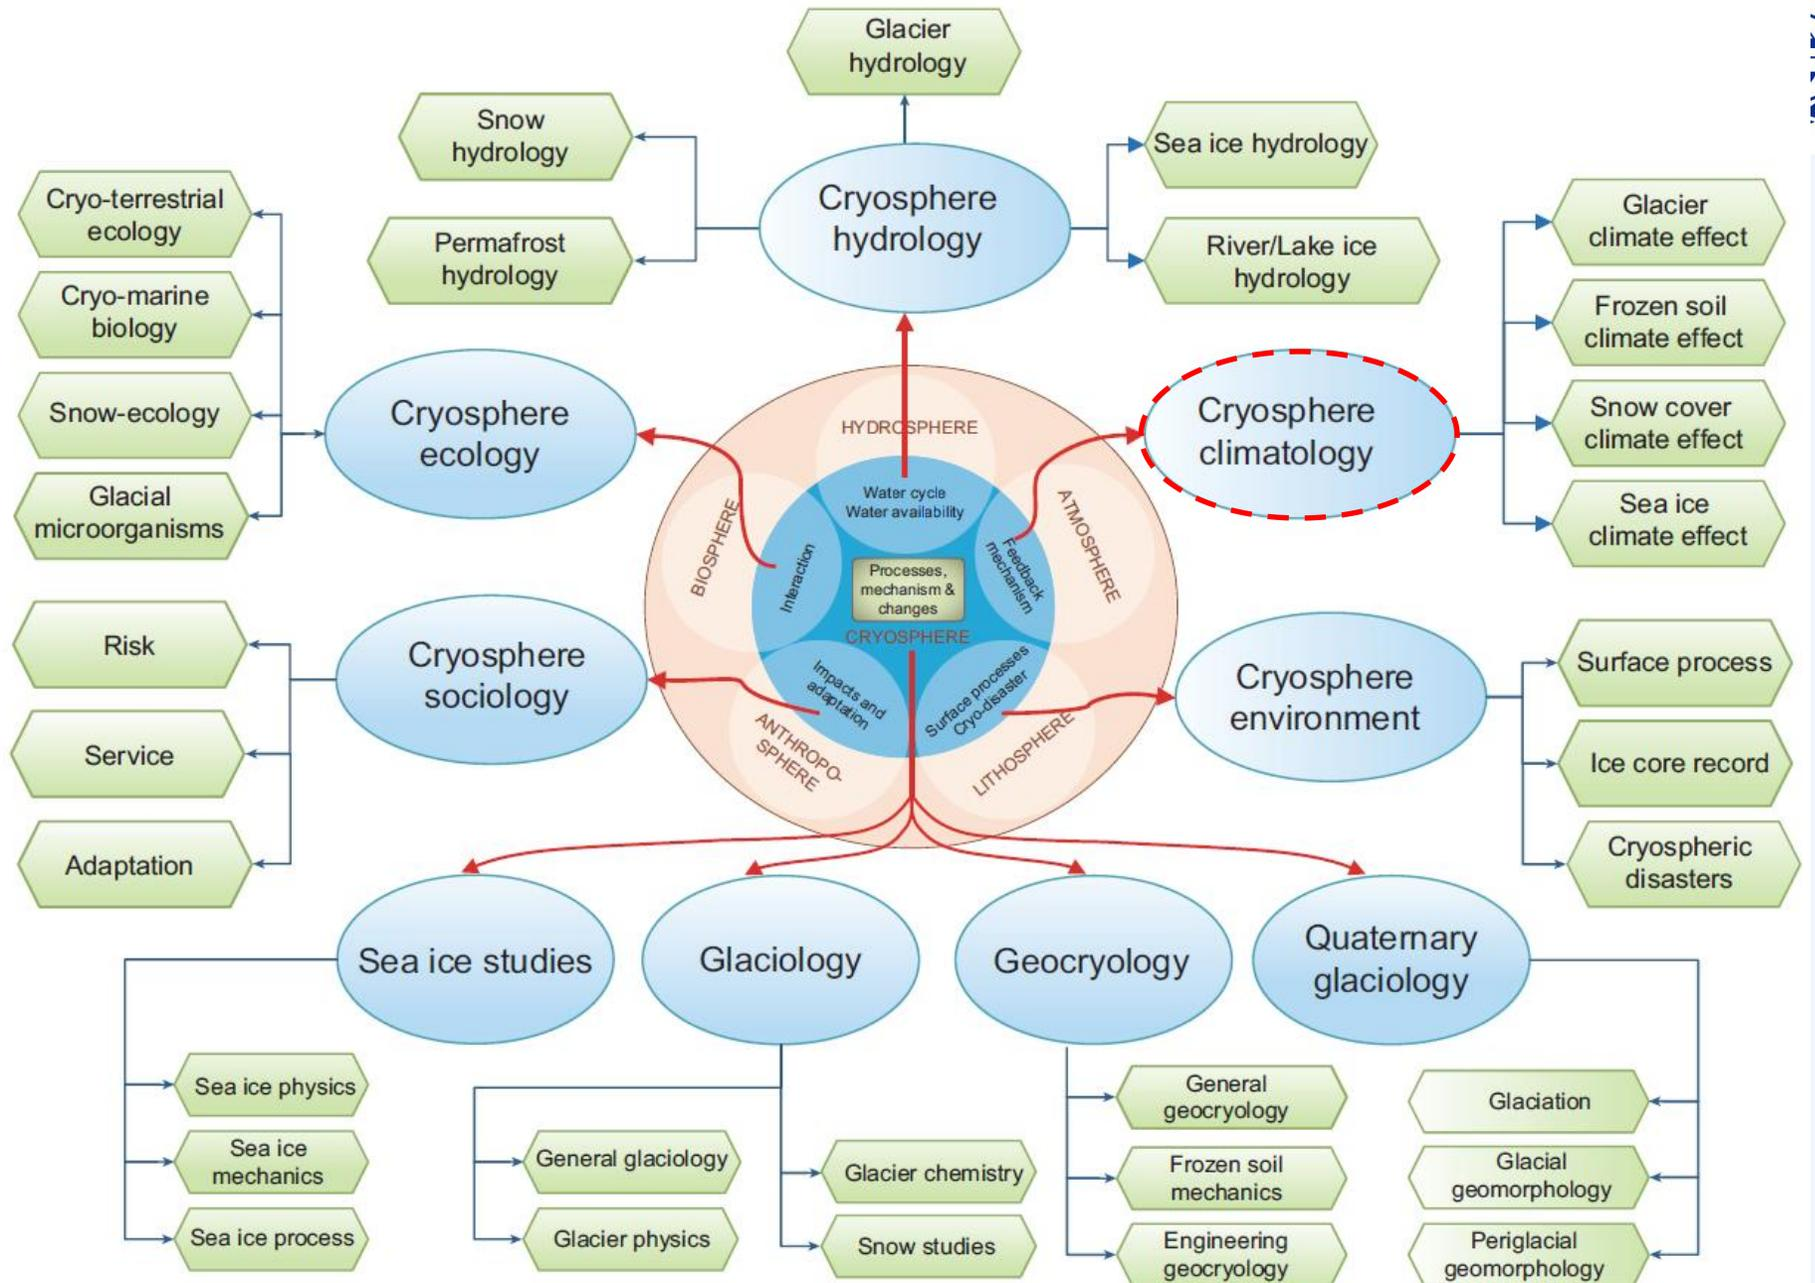 Glacier
hydrology
Snow
hydrology
Sea ice hydrology
Cryosphere
hydrology
Permafrost
hydrology
River/Lake ice
hydrology
Cryo-terrestrial
ecology
Cryo-marine
biology
Snow-ecology
Glacial
microorganisms
Cryosphere
ecology
Cryosphere
climatology
Glacier
climate effect
Frozen soil
climate effect
Snow cover
climate effect
Sea ice
climate effect
HYDROSPHERE
Water cycle
Water availability
BIOSPHERE
Interaction
ATMOSPHERE
Feedback
mechanism
Processes,
mechanism &
changes
CRYOSPHERE
Impacts and
adaptation
ANTHROPO-
SPHERE
Surface processes
Cryo-disaster
LITHOSPHERE
Risk
Service
Adaptation
Cryosphere
sociology
Cryosphere
environment
Surface process
Ice core record
Cryospheric
disasters
Sea ice studies
Glaciology
Geocryology
Quaternary
glaciology
Sea ice physics
Sea ice
mechanics
Sea ice process
General glaciology
Glacier physics
Glacier chemistry
Snow studies
General
geocryology
Frozen soil
mechanics
Engineering
geocryology
Glaciation
Glacial
geomorphology
Periglacial
geomorphology